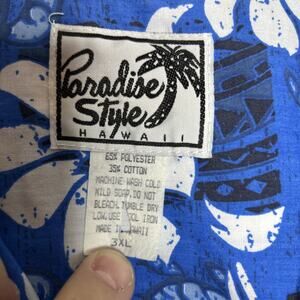 Paradise
Style
HAWAII
65% POLYESTER
35% COTTON
MACHINE WASH COLD
MILD SOAP, DO NOT
BLEACH, TUMBLE DRY
LOW, USE COOL IRON
MADE IN HAWAII
3XL